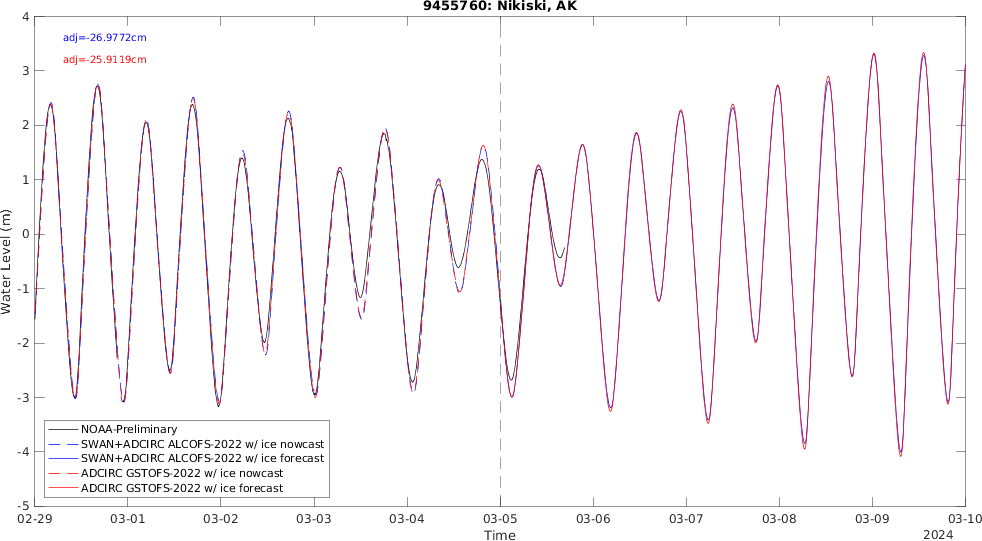 9455760: Nikiski, AK
adj=-26.9772cm
adj=-25.9119cm
4
3
2
1
0
-1
-2
-3
-4
-5
Water Level (m)
NOAA-Preliminary
SWAN+ADCIRC ALCOFS-2022 w/ ice nowcast
SWAN+ADCIRC ALCOFS-2022 w/ ice forecast
ADCIRC GSTOFS-2022 w/ ice nowcast
ADCIRC GSTOFS-2022 w/ ice forecast
02-29 03-01 03-02 03-03 03-04 03-05 03-06 03-07 03-08 03-09 03-10
Time
2024